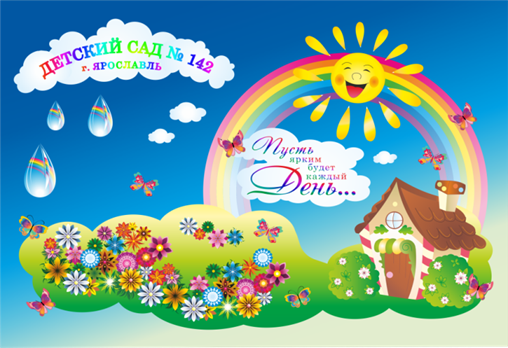 ДЕТСКИЙ САД № 142
г. ЯРОСЛАВЛЬ
Пусть
ярким
будет
каждый
День...